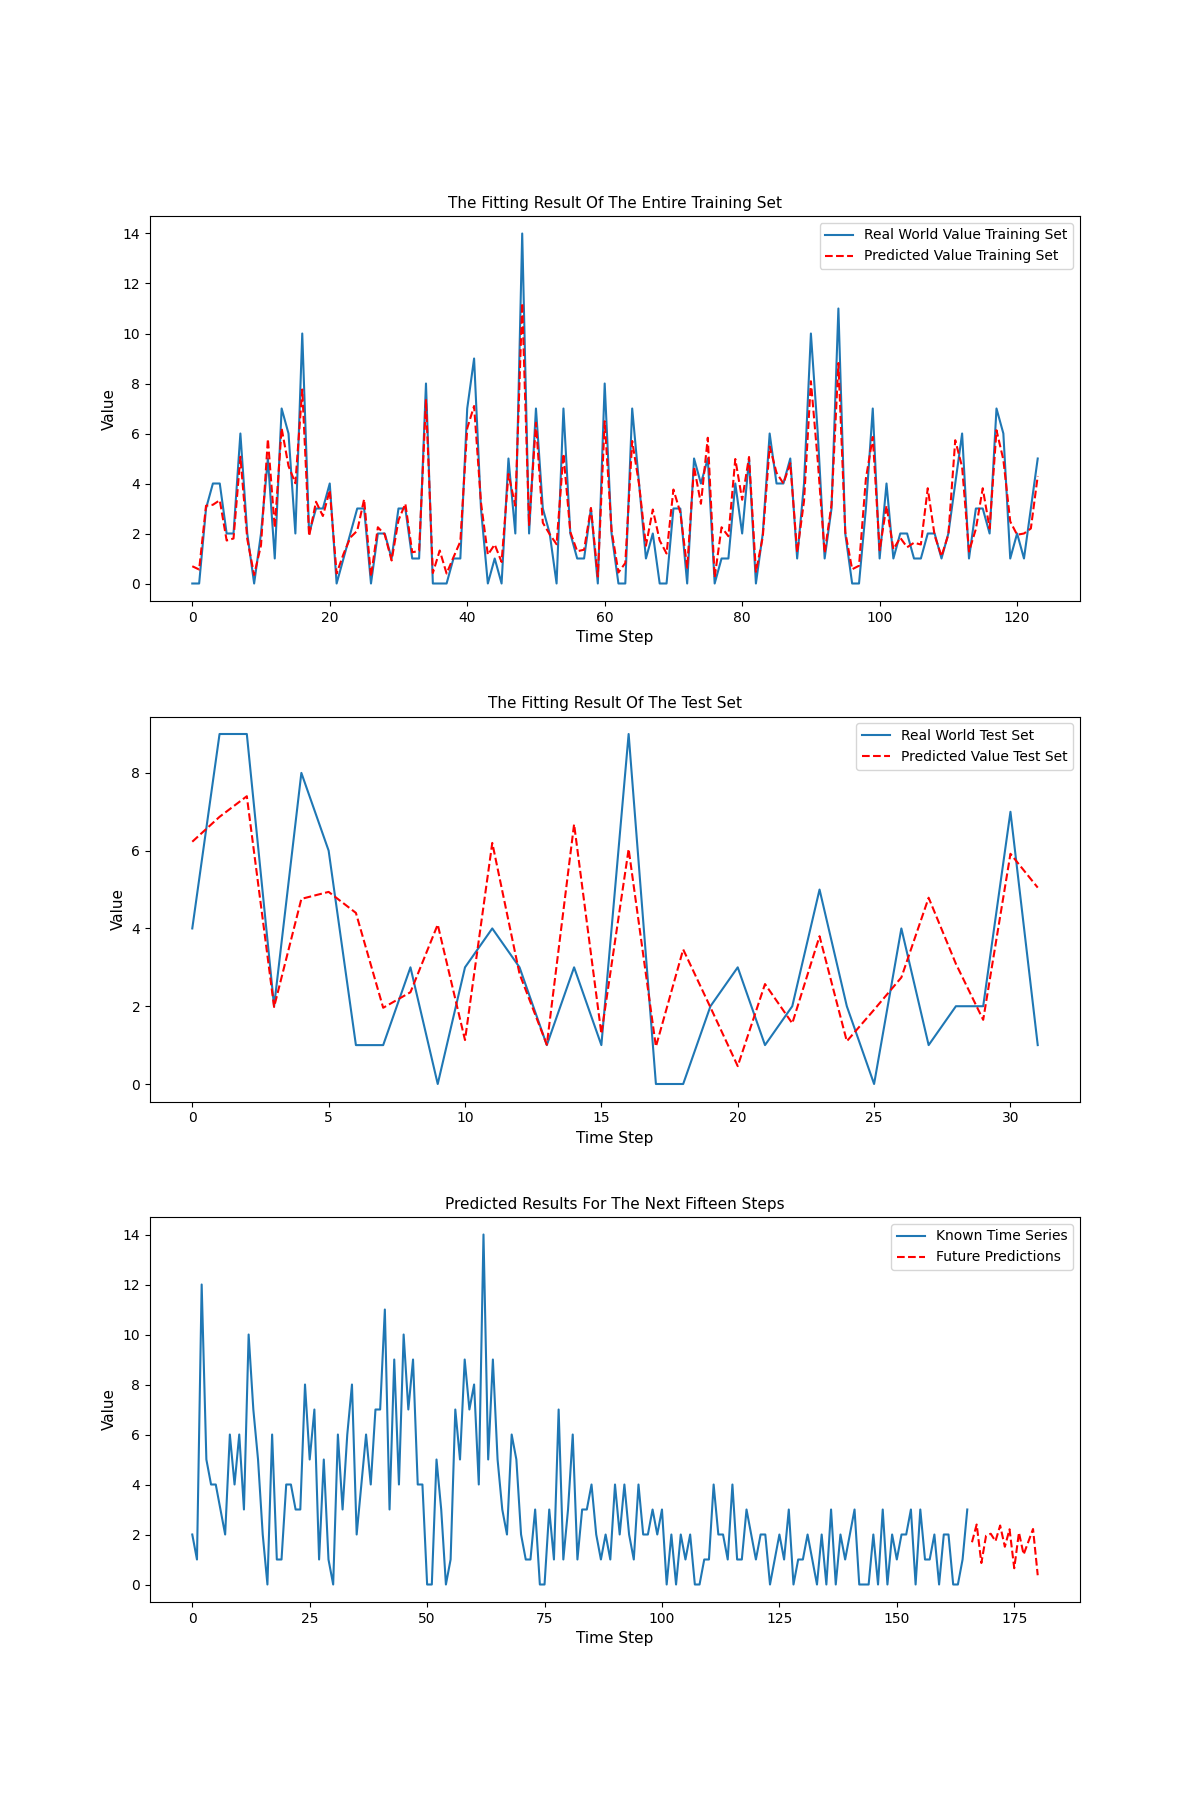 The Fitting Result Of The Entire Training Set
Real World Value Training Set
Predicted Value Training Set
Value
14
12
10
8
6
4
2
0
0 20 40 60 80 100 120
Time Step
The Fitting Result Of The Test Set
Real World Test Set
Predicted Value Test Set
Value
8
6
4
2
0
0 5 10 15 20 25 30
Time Step
Predicted Results For The Next Fifteen Steps
Known Time Series
Future Predictions
Value
14
12
10
8
6
4
2
0
0 25 50 75 100 125 150 175
Time Step